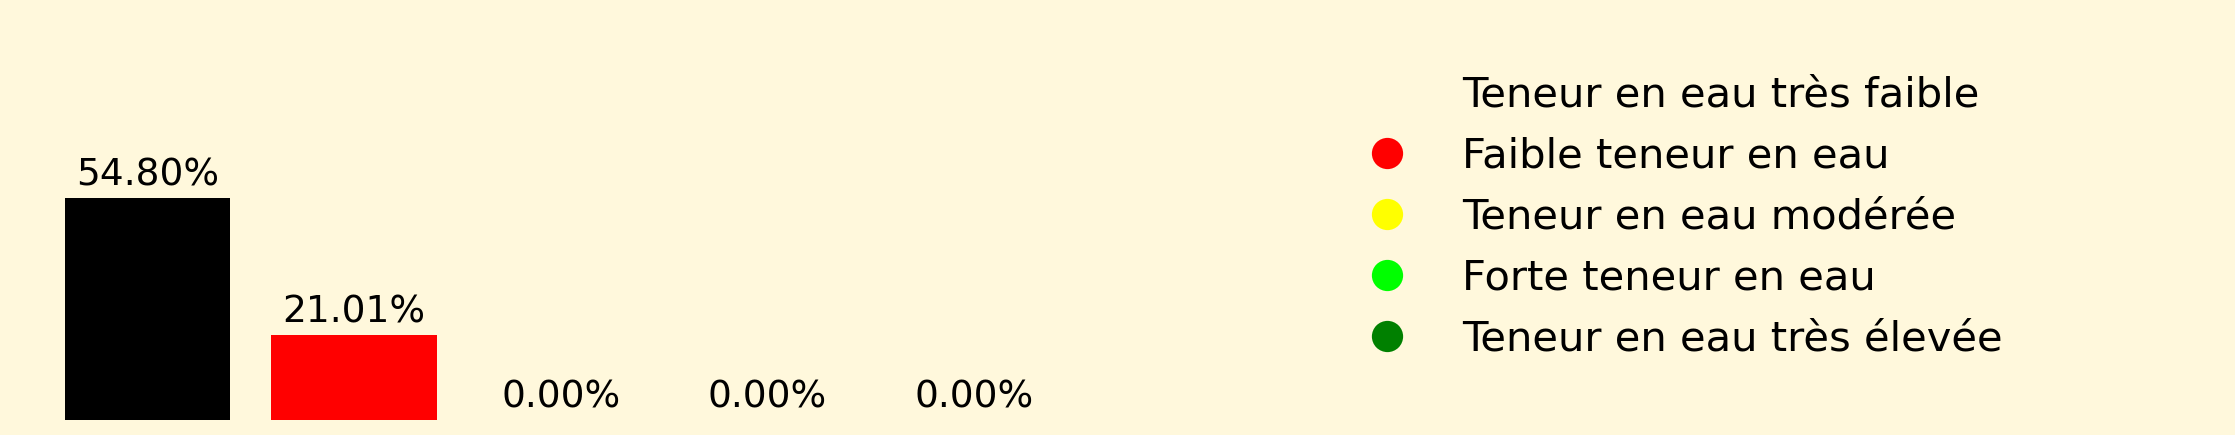 54.80%
21.01%
0.00%
0.00%
0.00%
Teneur en eau très faible
Faible teneur en eau
Teneur en eau modérée
Forte teneur en eau
Teneur en eau très élevée